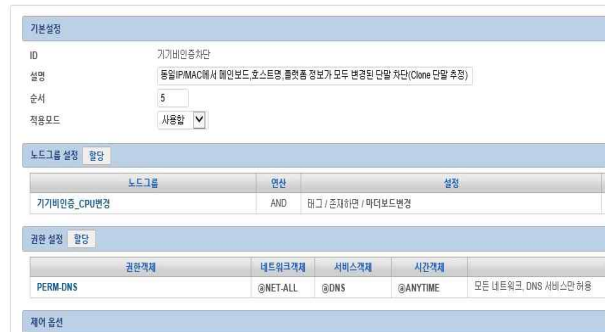 기본설정
ID 기기비인증차단
설명 동일IP/MAC에서 메인보드,호스트명,플랫폼 정보가 모두 변경된 단말 차단(Clone 단말 추정)
순서 5
적용모드 사용함
노드그룹 설정 할당
노드그룹 연산 설정
기기비인증_CPU변경 AND 태그 / 존재하면 / 마더보드변경
권한 설정 할당
권한객체 네트워크객체 서비스객체 시간객체
PERM-DNS @NET-ALL @DNS @ANYTIME 모든 네트워크, DNS 서비스만 허용
제어 옵션